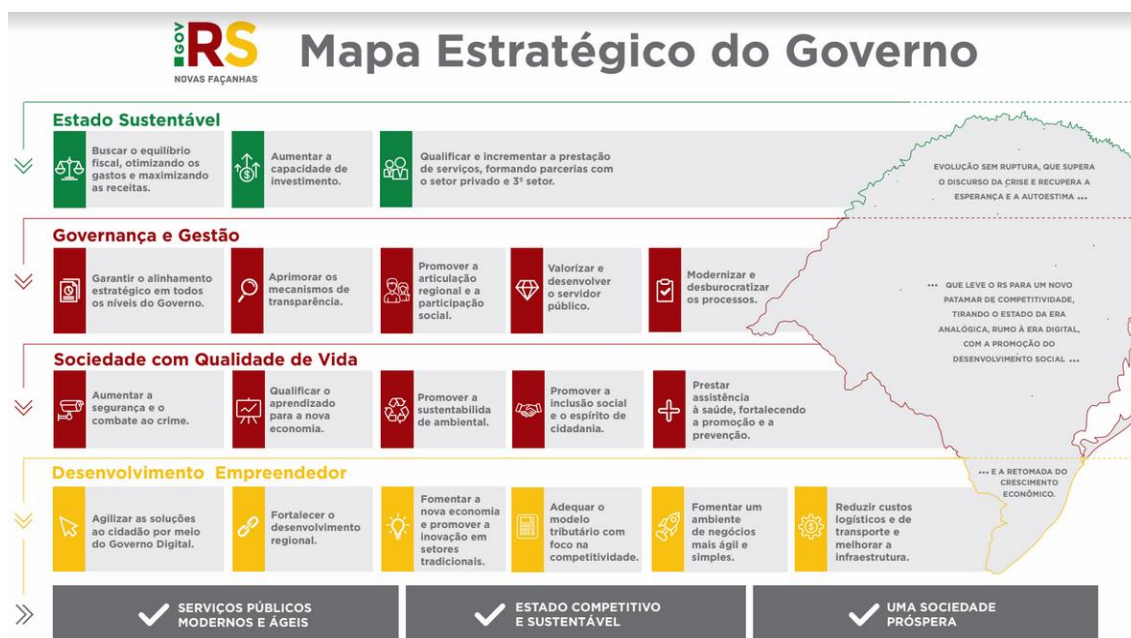 .GOV
RS
NOVAS FAÇANHAS
Mapa Estratégico do Governo
Estado Sustentável
Buscar o equilíbrio
fiscal, otimizando os
gastos e maximizando
as receitas.
Aumentar a
capacidade de
investimento.
Qualificar e incrementar a prestação
de serviços, formando parcerias com
o setor privado e 3º setor.
EVOLUÇÃO SEM RUPTURA, QUE SUPERA
O DISCURSO DA CRISE E RECUPERA A
ESPERANÇA E A AUTOESTIMA •••
Governança e Gestão
Garantir o alinhamento
estratégico em todos
os níveis do Governo.
Aprimorar os
mecanismos de
transparência.
Promover a
articulação
regional e a
participação
social.
Valorizar e
desenvolver
o servidor
público.
Modernizar e
desburocratizar
os processos.
••• QUE LEVE O RS PARA UM NOVO
PATAMAR DE COMPETITIVIDADE,
TIRANDO O ESTADO DA ERA
ANALÓGICA, RUMO À ERA DIGITAL,
COM A PROMOÇÃO DO
DESENVOLVIMENTO SOCIAL •••
Sociedade com Qualidade de Vida
Aumentar a
segurança e o
combate ao crime.
Qualificar o
aprendizado
para a nova
economia.
Promover a
sustentabilida
de ambiental.
Promover a
inclusão social
e o espírito de
cidadania.
Prestar
assistência
à saúde, fortalecendo
a promoção e a
prevenção.
••• E A RETOMADA DO
CRESCIMENTO
ECONÔMICO.
Desenvolvimento Empreendedor
Agilizar as soluções
ao cidadão por meio
do Governo Digital.
Fortalecer o
desenvolvimento
regional.
Fomentar a
nova economia
e promover a
inovação em
setores
tradicionais.
Adequar o
modelo
tributário com
foco na
competitividade.
Fomentar um
ambiente
de negócios
mais ágil e
simples.
Reduzir custos
logísticos e de
transporte e
melhorar a
infraestrutura.
SERVIÇOS PÚBLICOS
MODERNOS E ÁGEIS
ESTADO COMPETITIVO
E SUSTENTÁVEL
UMA SOCIEDADE
PRÓSPERA